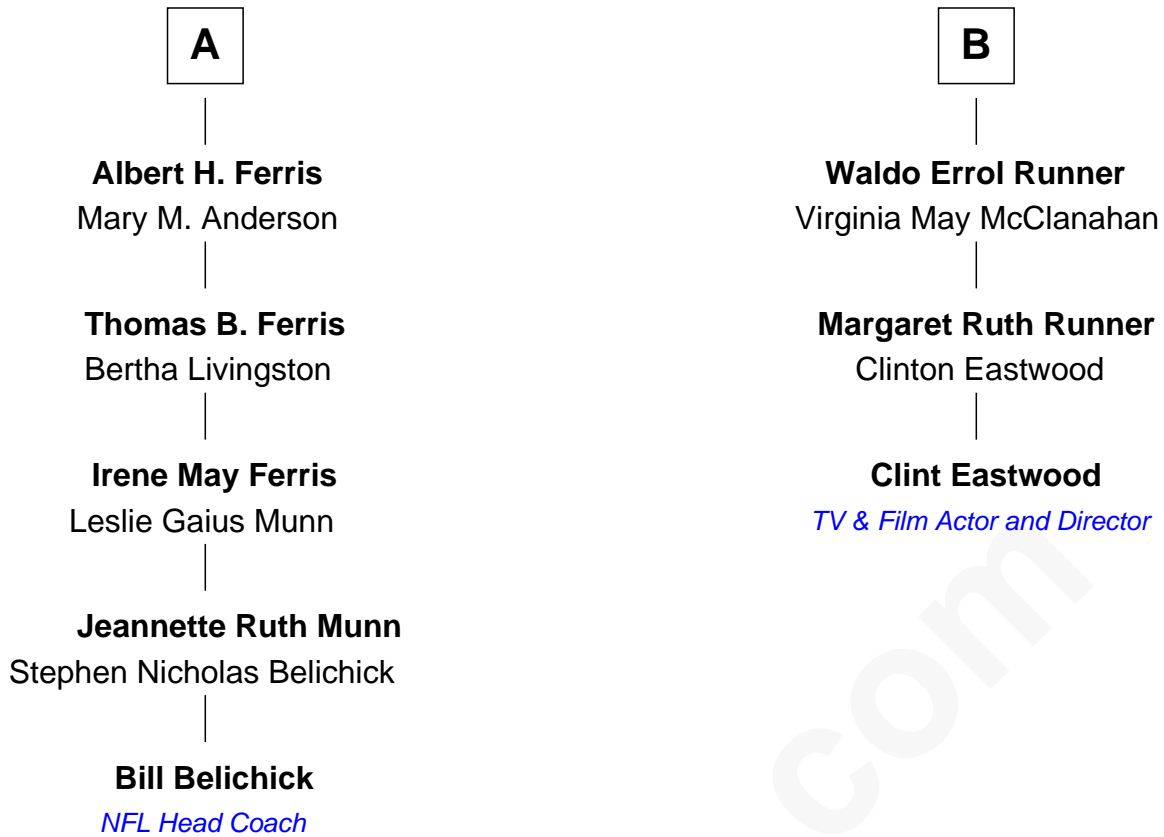 A
B
Albert H. Ferris
Mary M. Anderson
Waldo Errol Runner
Virginia May McClanahan
Thomas B. Ferris
Bertha Livingston
Margaret Ruth Runner
Clinton Eastwood
Irene May Ferris
Leslie Gaius Munn
Clint Eastwood
TV & Film Actor and Director
Jeannette Ruth Munn
Stephen Nicholas Belichick
Bill Belichick
NFL Head Coach
com